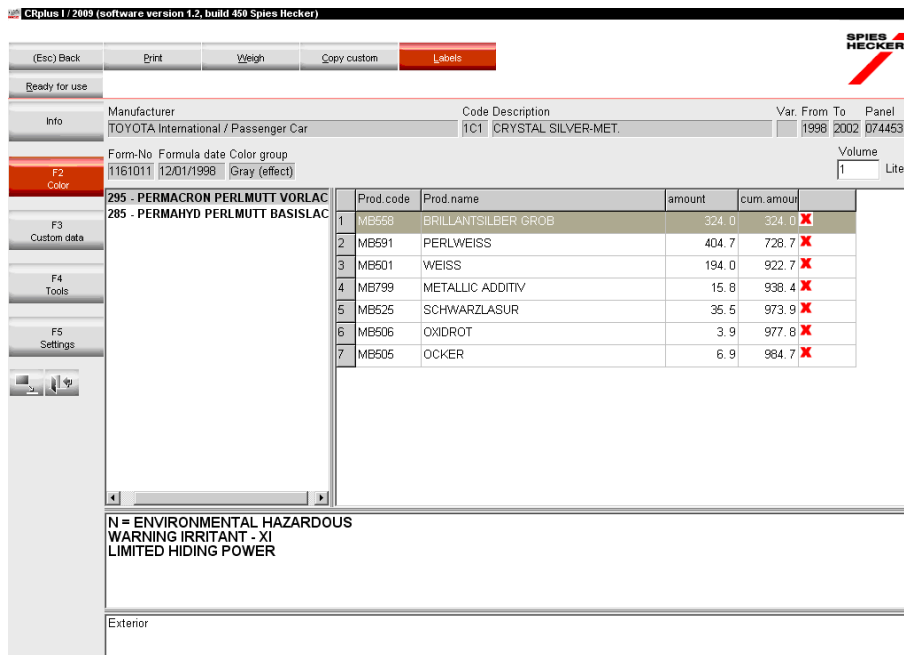 CRplus I / 2009 (software version 1.2, build 450 Spies Hecker)
SPIES HECKER
(Esc) Back Print Weigh Copy custom Labels
Ready for use
Info
Manufacturer Code Description Var. From To Panel
TOYOTA International / Passenger Car 1C1 CRYSTAL SILVER-MET. 1998 2002 074453
Form-No Formula date Color group Volume
1161011 12/01/1998 Gray (effect) 1 Lite
F2
Color
F3
Custom data
F4
Tools
F5
Settings
295 - PERMACRON PERLMUTT VORLAC
285 - PERMAHYD PERLMUTT BASISLAC
Prod.code Prod.name amount cum.amour
1 MB558 BRILLANTSILBER GROB 324.0 324.0 X
2 MB591 PERLWEISS 404.7 728.7 X
3 MB501 WEISS 194.0 922.7 X
4 MB799 METALLIC ADDITIV 15.8 938.4 X
5 MB525 SCHWARZLASUR 35.5 973.9 X
6 MB506 OXIDROT 3.9 977.8 X
7 MB505 OCKER 6.9 984.7 X
N = ENVIRONMENTAL HAZARDOUS
WARNING IRRITANT - XI
LIMITED HIDING POWER
Exterior